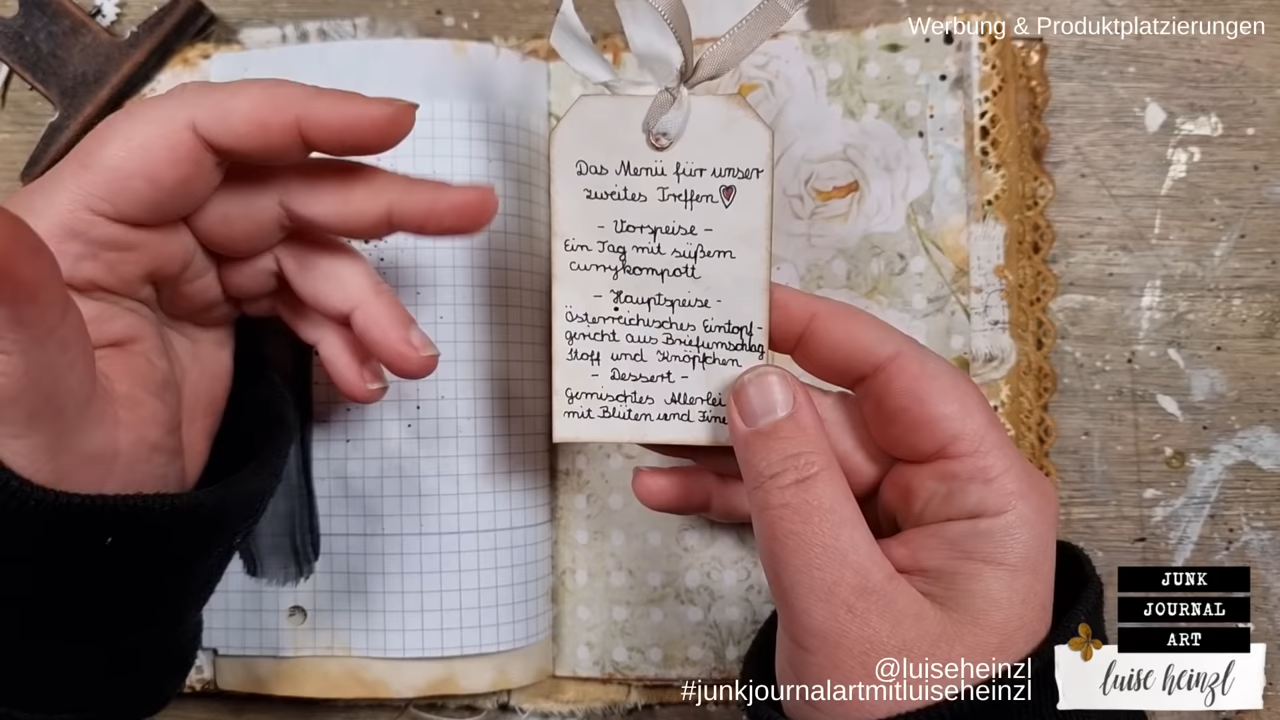 Werbung & Produktplatzierungen
Das Menü für unser
zweites Treffen
- Vorspeise -
Ein Tag mit süßem
currykompott
- Hauptspeise -
Österreichisches Eintopf-
gericht aus Briefumschlag
Stoff und Knöpfchen
- Dessert -
gemischtes Allerlei
mit Blüten und
JUNK
JOURNAL
ART
luise heinzl
@luiseheinzl
#junkjournalartmitluiseheinzl